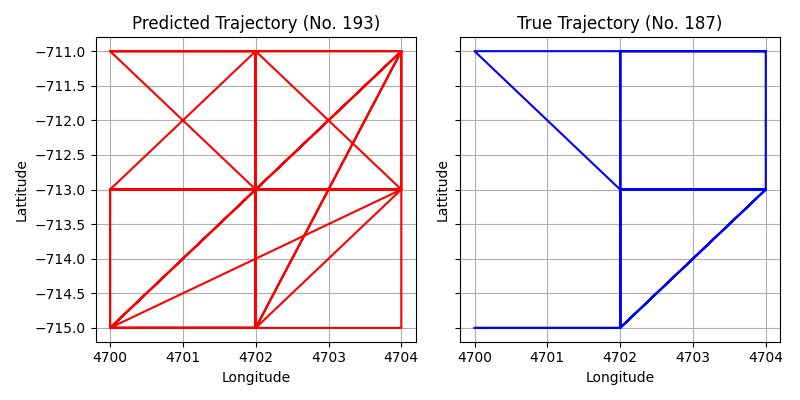 Predicted Trajectory (No. 193)
True Trajectory (No. 187)
−711.0
−711.5
−712.0
−712.5
−713.0
−713.5
−714.0
−714.5
−715.0
Lattitude
Lattitude
4700 4701 4702 4703 4704
4700 4701 4702 4703 4704
Longitude
Longitude